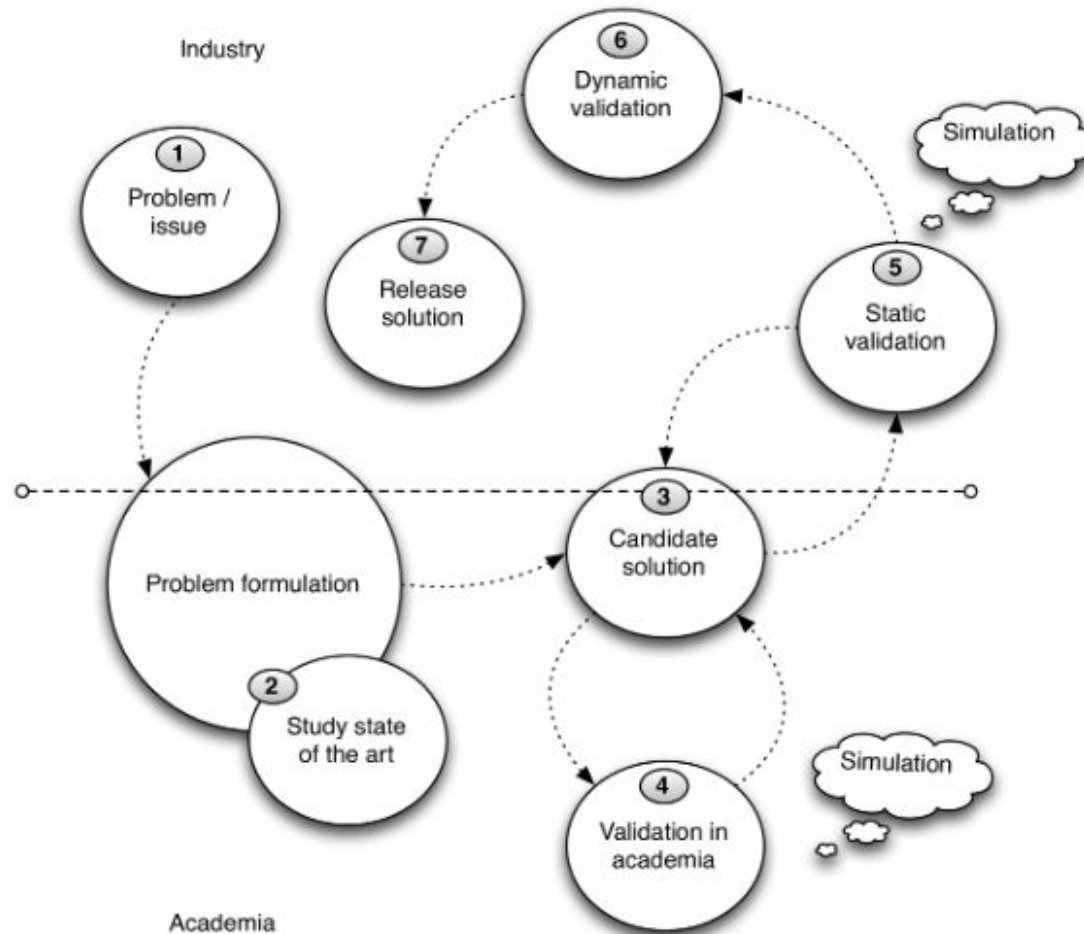 Industry
1
Problem /
issue
6
Dynamic
validation
Simulation
7
Release
solution
5
Static
validation
Problem formulation
2
Study state
of the art
3
Candidate
solution
4
Validation in
academia
Simulation
Academia